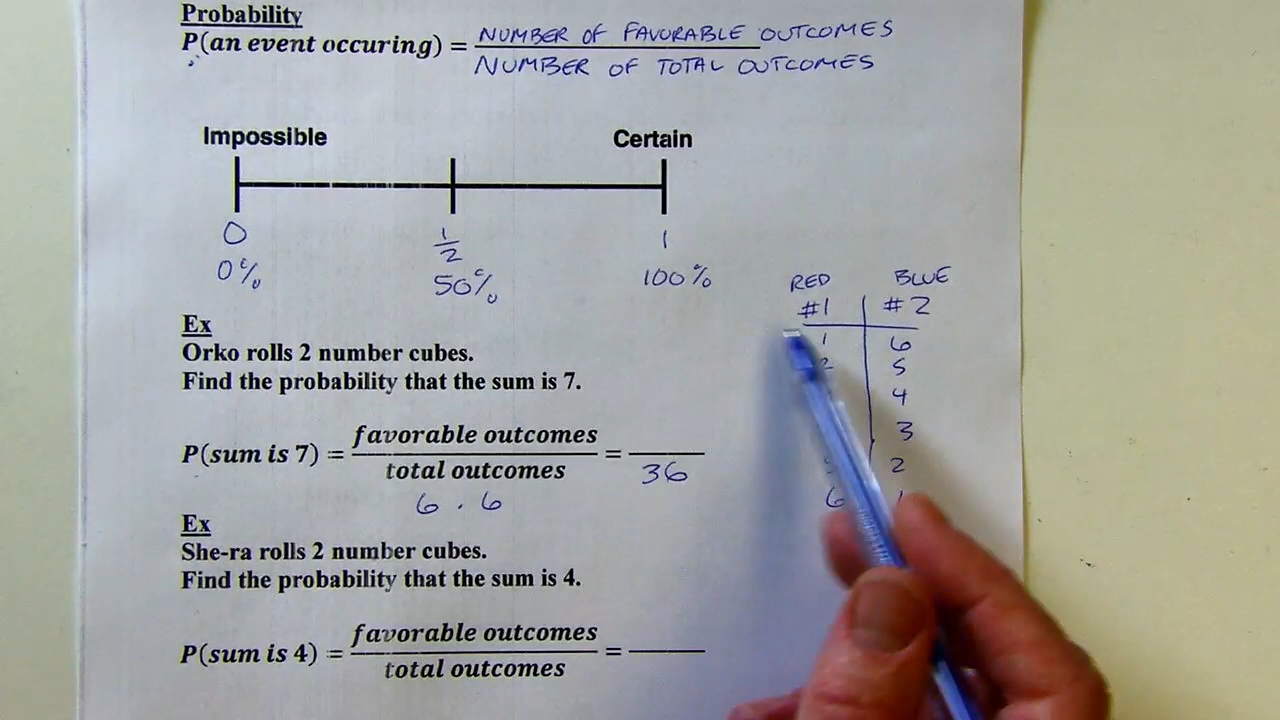 Probability
P(an event occuring) = NUMBER OF FAVORABLE OUTCOMES
NUMBER OF TOTAL OUTCOMES
Impossible Certain
0 1/2 1
0% 50% 100%
RED BLUE
#1 #2
1 6
2 5
4
3
2
6 1
Ex
Orko rolls 2 number cubes.
Find the probability that the sum is 7.
P(sum is 7) = favorable outcomes / total outcomes = / 36
6 . 6
Ex
She-ra rolls 2 number cubes.
Find the probability that the sum is 4.
P(sum is 4) = favorable outcomes / total outcomes =